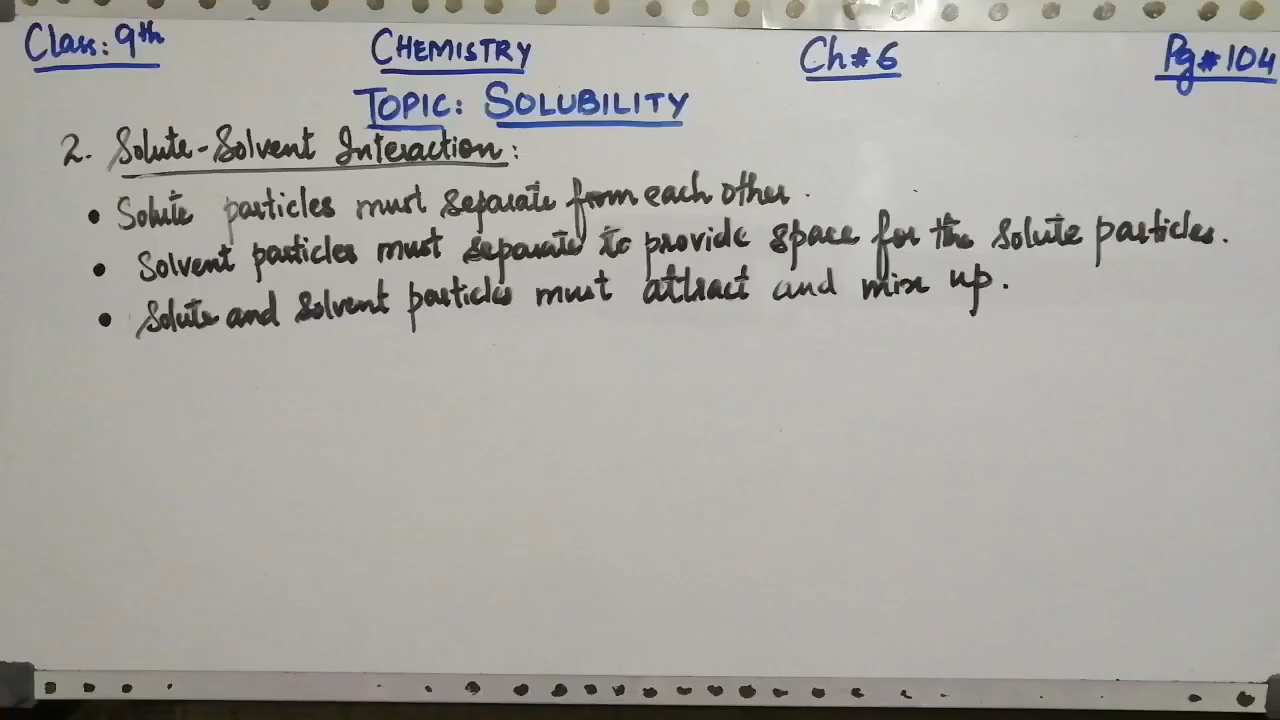 Class: 9th CHEMISTRY Ch#6 Pg#104
TOPIC: SOLUBILITY
2. Solute-Solvent Interaction:
• Solute particles must separate from each other.
• Solvent particles must separate to provide space for the solute particles.
• Solute and solvent particles must attract and mix up.